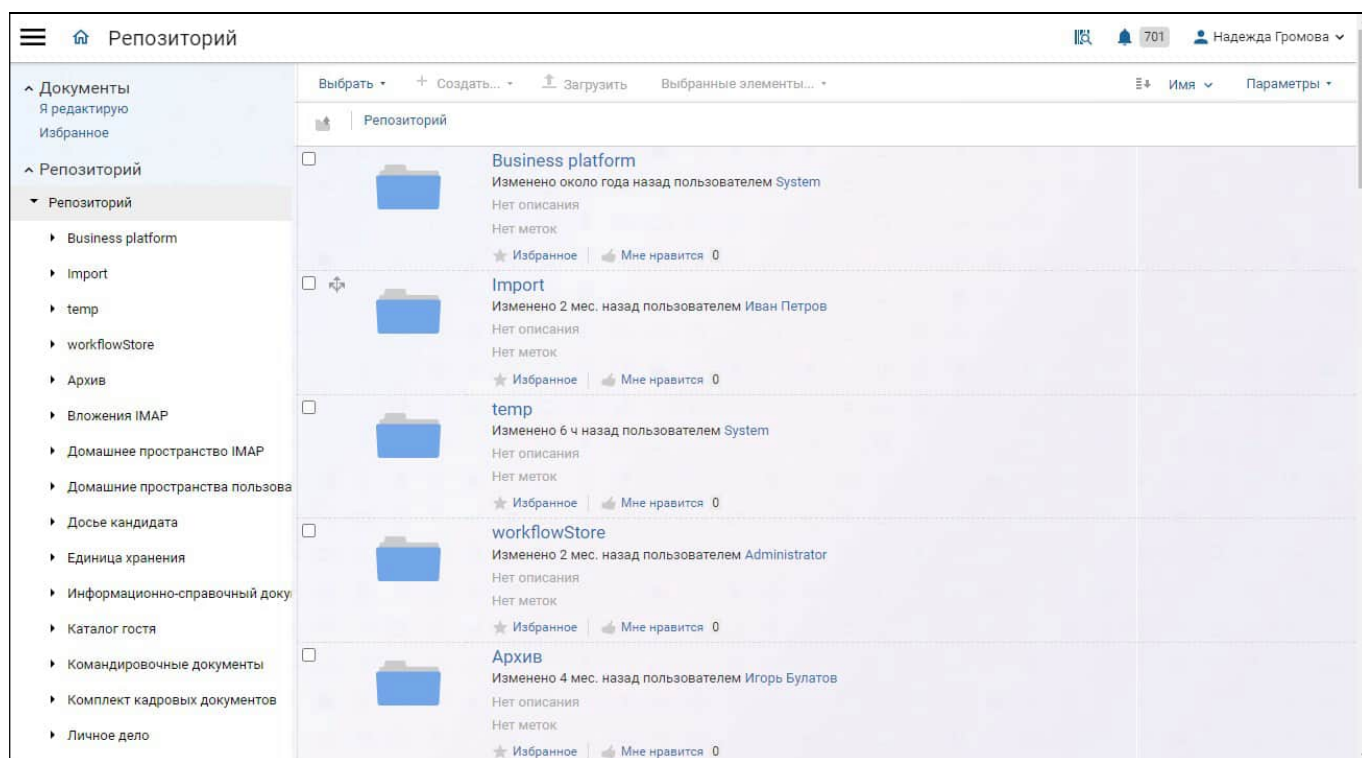 Репозиторий
701
Надежда Громова
Документы
Я редактирую
Избранное
Репозиторий
Репозиторий
Business platform
Import
temp
workflowStore
Архив
Вложения IMAP
Домашнее пространство IMAP
Домашние пространства пользова
Досье кандидата
Единица хранения
Информационно-справочный доку
Каталог гостя
Командировочные документы
Комплект кадровых документов
Личное дело
Выбрать
Создать...
Загрузить
Выбранные элементы...
Имя
Параметры
Репозиторий
Business platform
Изменено около года назад пользователем System
Нет описания
Нет меток
Избранное Мне нравится 0
Import
Изменено 2 мес. назад пользователем Иван Петров
Нет описания
Нет меток
Избранное Мне нравится 0
temp
Изменено 6 ч назад пользователем System
Нет описания
Нет меток
Избранное Мне нравится 0
workflowStore
Изменено 2 мес. назад пользователем Administrator
Нет описания
Нет меток
Избранное Мне нравится 0
Архив
Изменено 4 мес. назад пользователем Игорь Булатов
Нет описания
Нет меток
Избранное Мне нравится 0